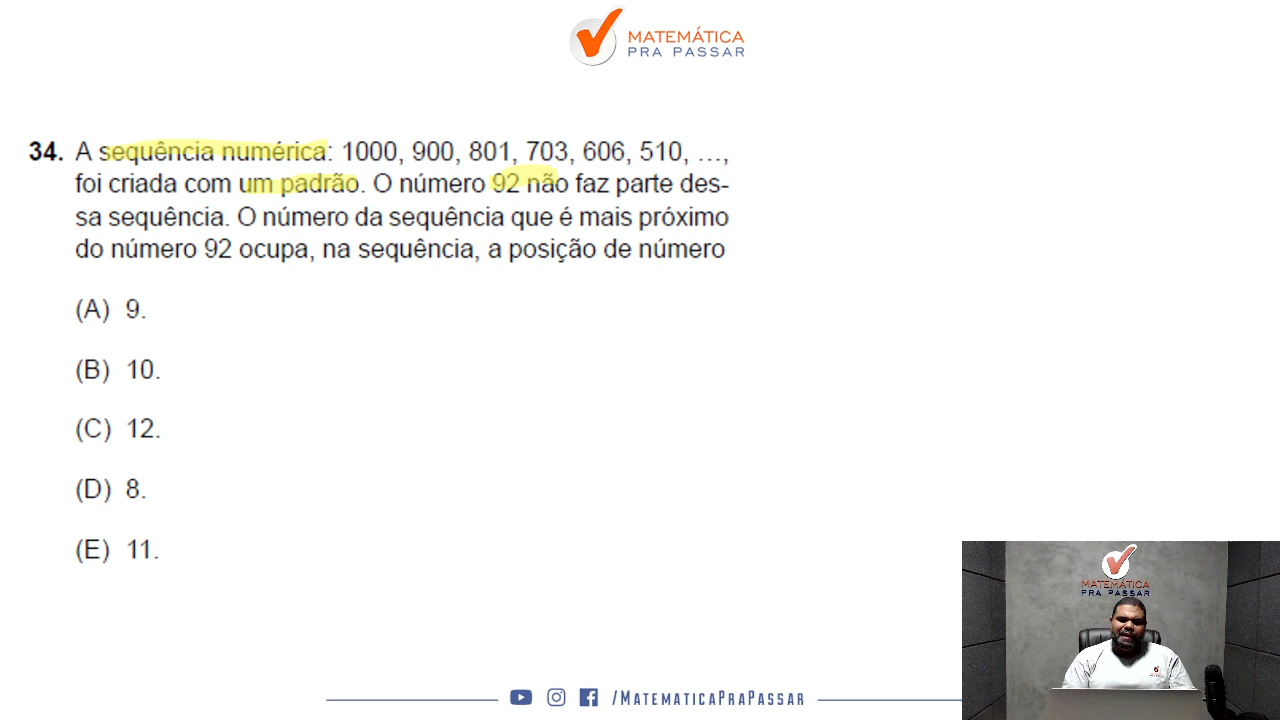 MATEMÁTICA
PRA PASSAR
34. A sequência numérica: 1000, 900, 801, 703, 606, 510, ...,
foi criada com um padrão. O número 92 não faz parte des-
sa sequência. O número da sequência que é mais próximo
do número 92 ocupa, na sequência, a posição de número
(A) 9.
(B) 10.
(C) 12.
(D) 8.
(E) 11.
MATEMÁTICA
PRA PASSAR
/MATEMATICAPRAPASSAR